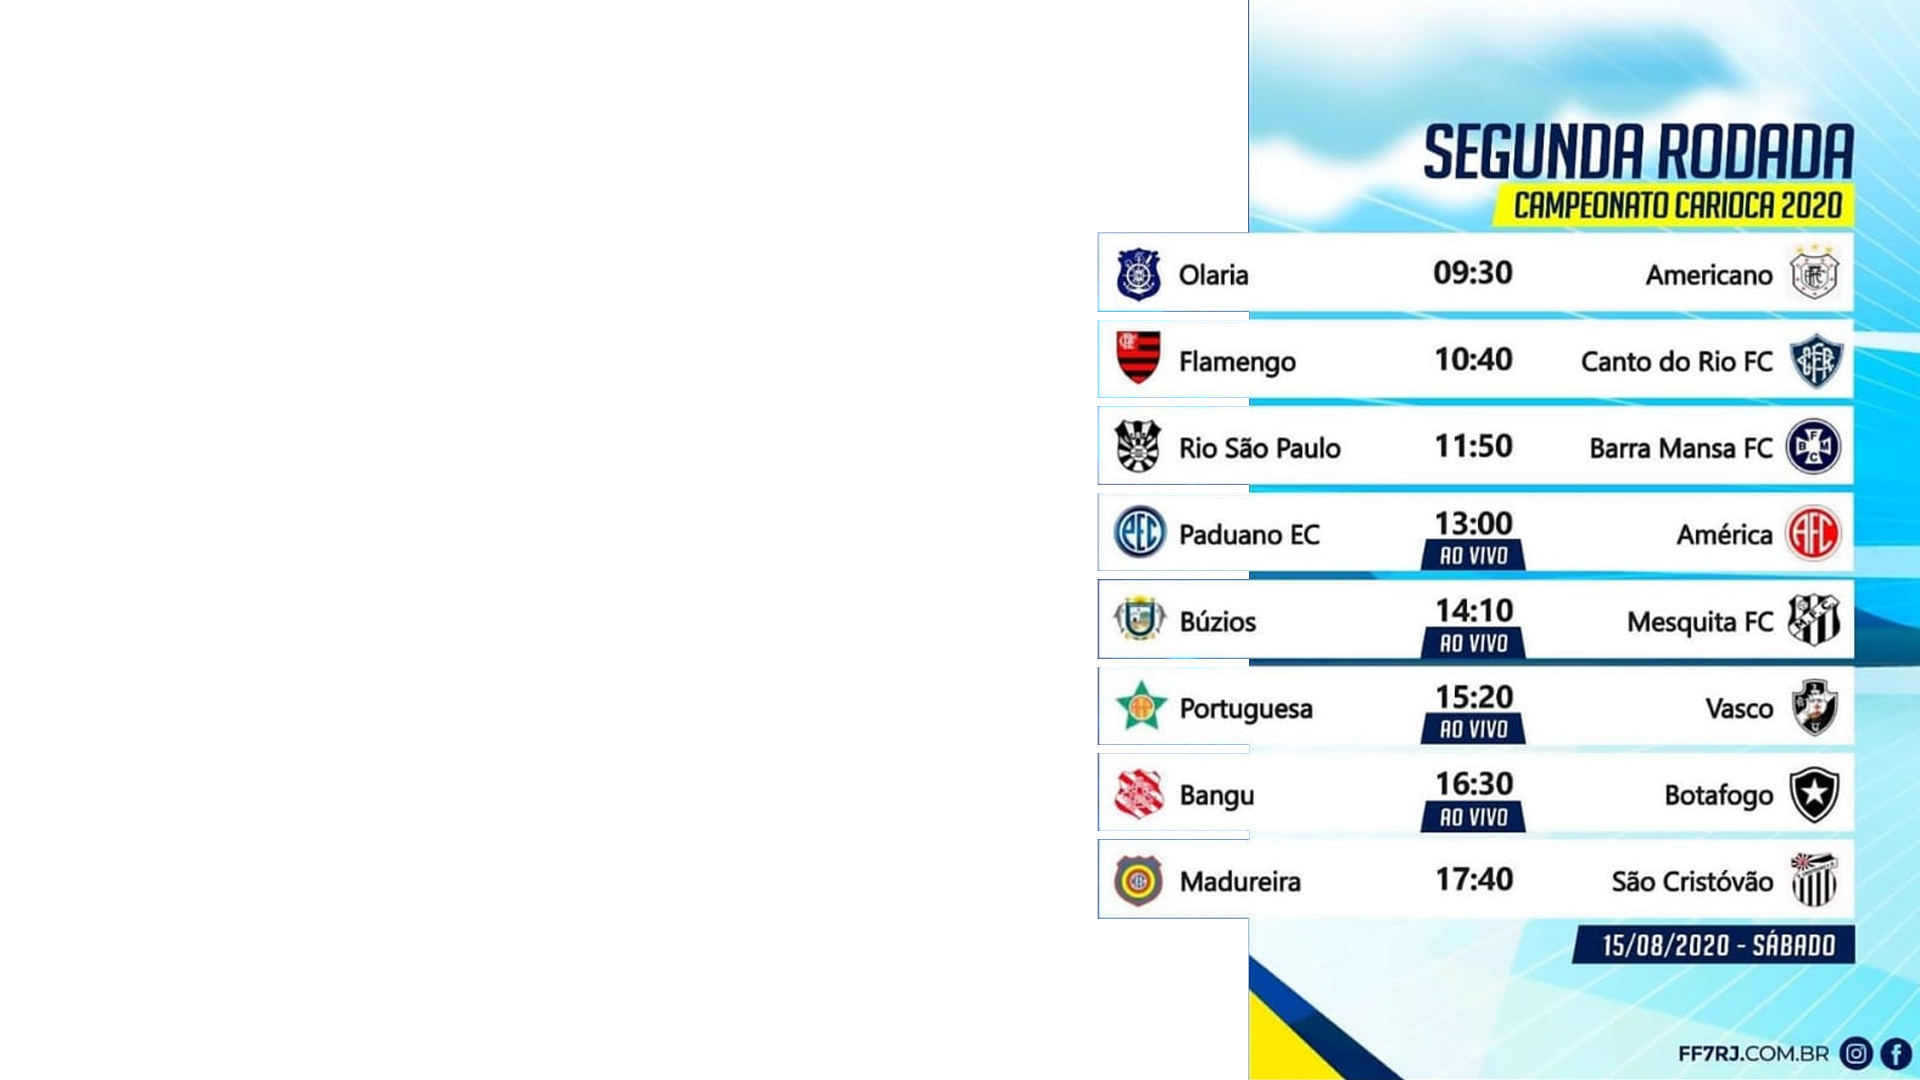 SEGUNDA RODADA
CAMPEONATO CARIOCA 2020
Olaria 09:30 Americano
Flamengo 10:40 Canto do Rio FC
Rio São Paulo 11:50 Barra Mansa FC
Paduano EC 13:00 América
AO VIVO
Búzios 14:10 Mesquita FC
AO VIVO
Portuguesa 15:20 Vasco
AO VIVO
Bangu 16:30 Botafogo
AO VIVO
Madureira 17:40 São Cristóvão
15/08/2020 - SÁBADO
FF7RJ.COM.BR